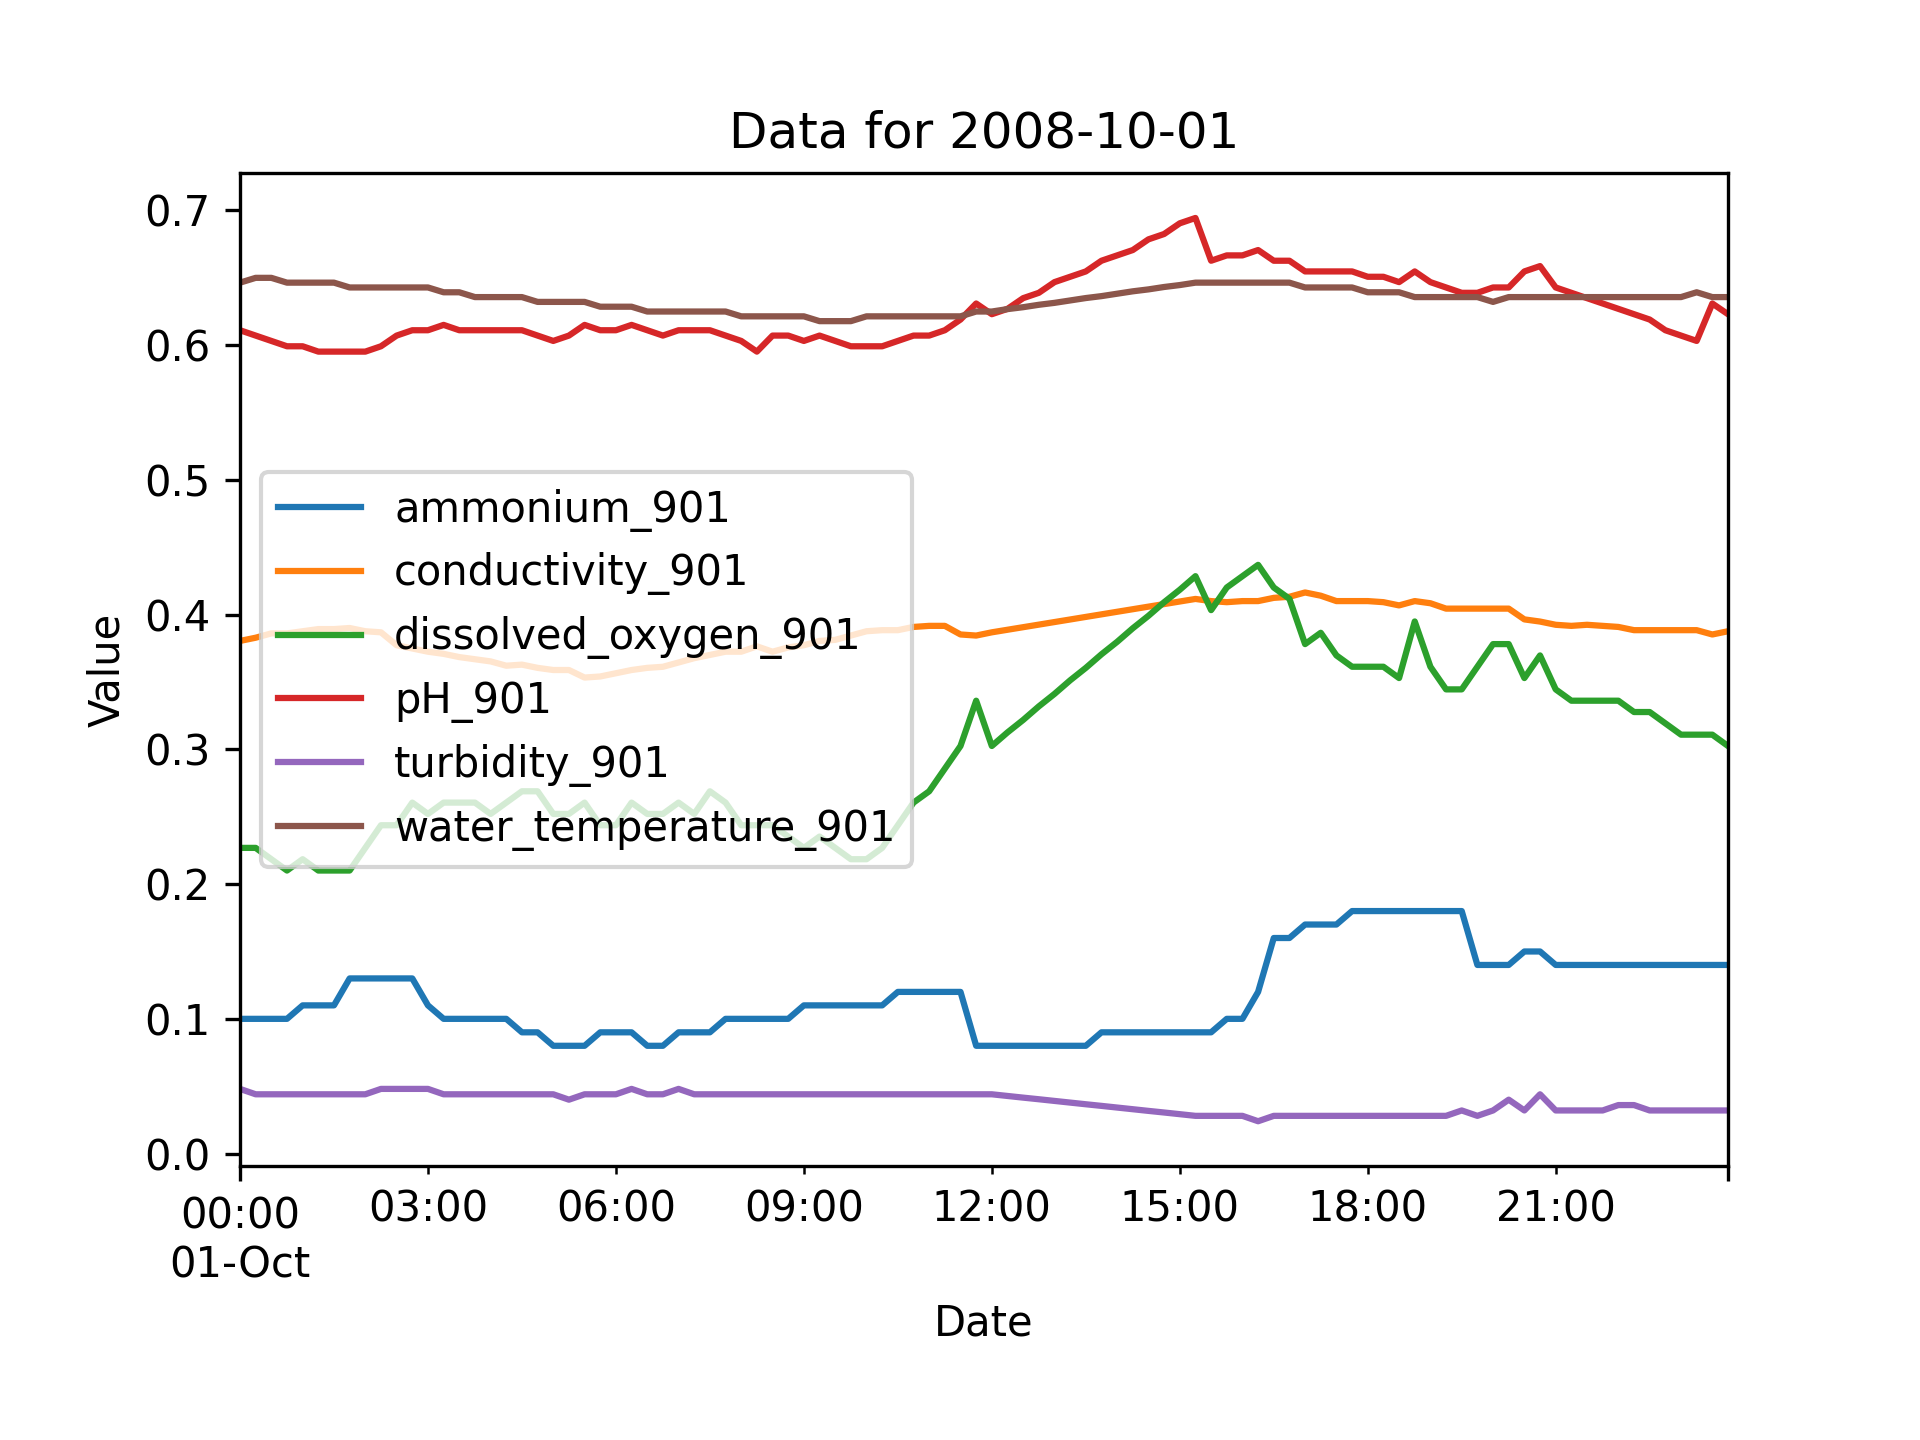 Data for 2008-10-01
Value
0.7
0.6
0.5
0.4
0.3
0.2
0.1
0.0
ammonium_901
conductivity_901
dissolved_oxygen_901
pH_901
turbidity_901
water_temperature_901
00:00 03:00 06:00 09:00 12:00 15:00 18:00 21:00
01-Oct
Date